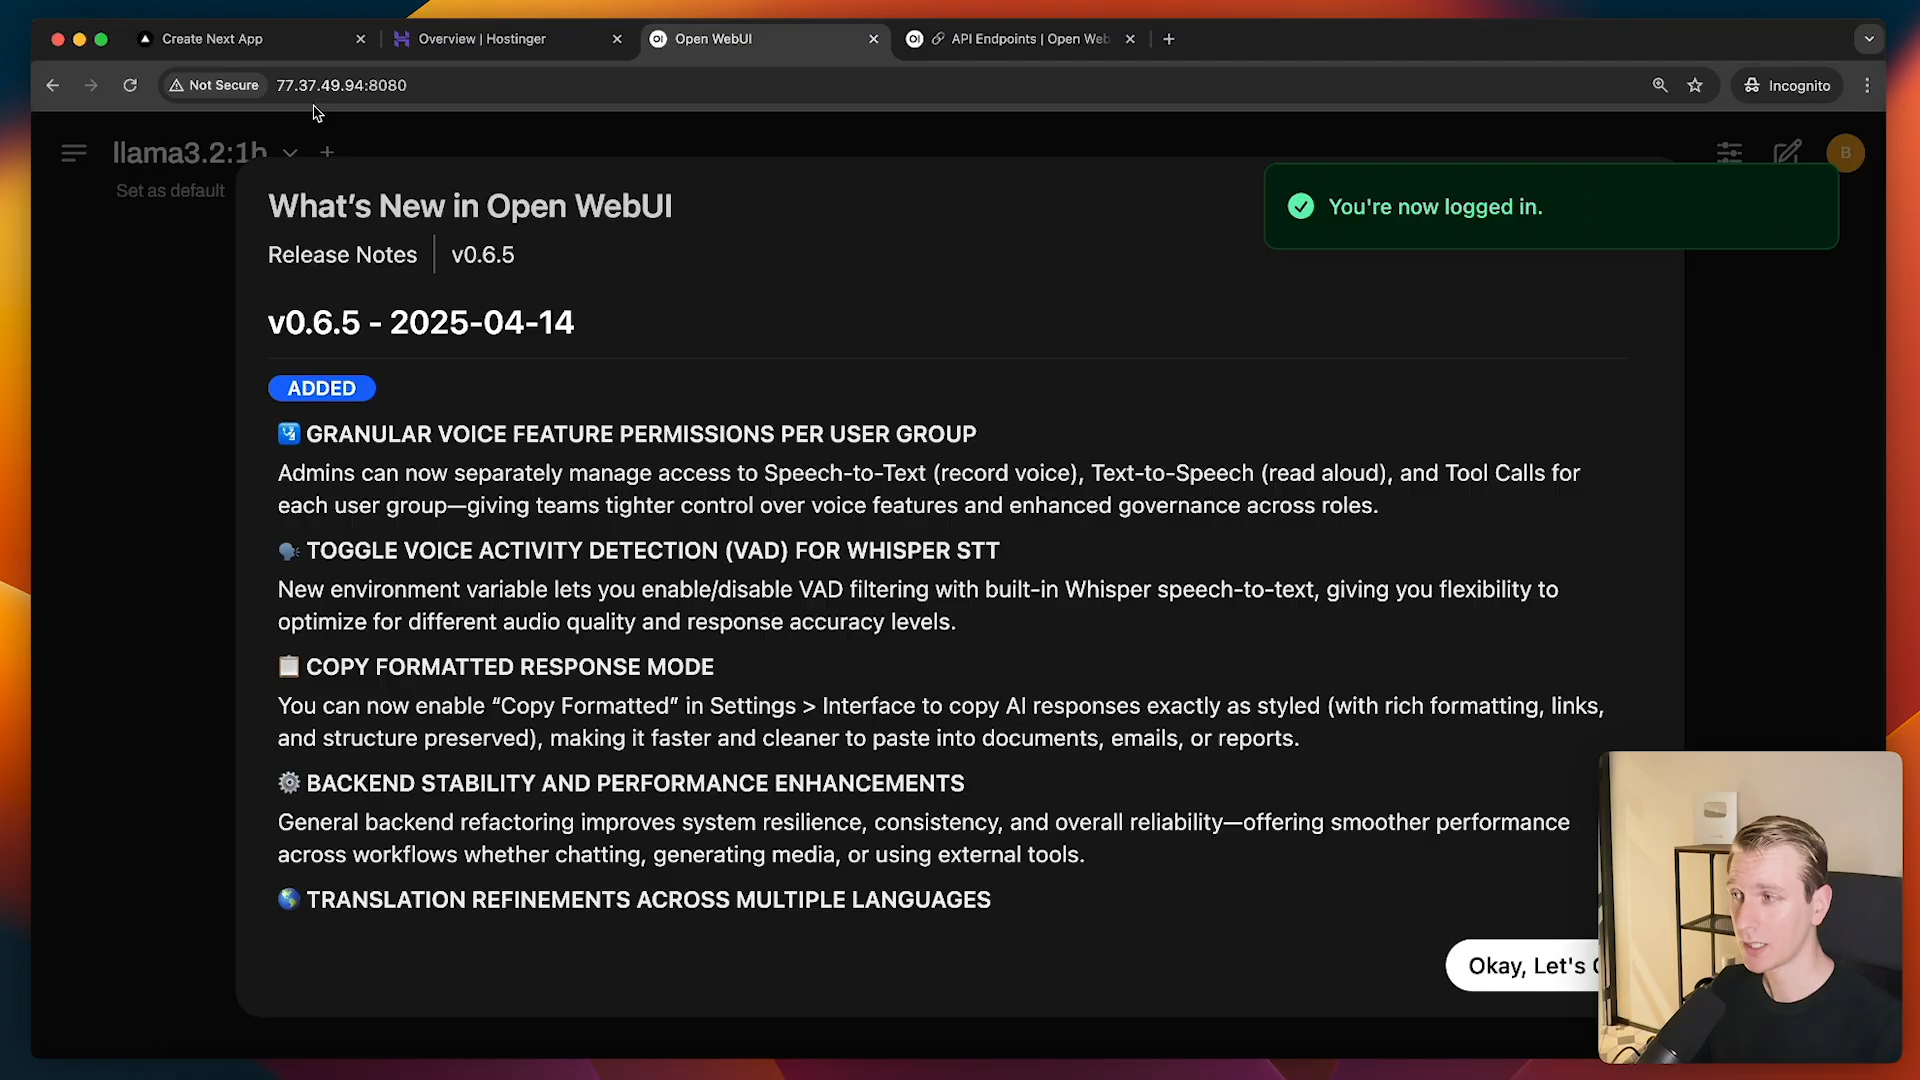 Create Next App
Overview | Hostinger
Open WebUI
API Endpoints | Open Web
Not Secure
77.37.49.94:8080
Incognito
llama3.2:1b
Set as default
B
What's New in Open WebUI
Release Notes
v0.6.5
You're now logged in.
v0.6.5 - 2025-04-14
ADDED
GRANULAR VOICE FEATURE PERMISSIONS PER USER GROUP
Admins can now separately manage access to Speech-to-Text (record voice), Text-to-Speech (read aloud), and Tool Calls for
each user group—giving teams tighter control over voice features and enhanced governance across roles.
TOGGLE VOICE ACTIVITY DETECTION (VAD) FOR WHISPER STT
New environment variable lets you enable/disable VAD filtering with built-in Whisper speech-to-text, giving you flexibility to
optimize for different audio quality and response accuracy levels.
COPY FORMATTED RESPONSE MODE
You can now enable “Copy Formatted” in Settings > Interface to copy AI responses exactly as styled (with rich formatting, links,
and structure preserved), making it faster and cleaner to paste into documents, emails, or reports.
BACKEND STABILITY AND PERFORMANCE ENHANCEMENTS
General backend refactoring improves system resilience, consistency, and overall reliability—offering smoother performance
across workflows whether chatting, generating media, or using external tools.
TRANSLATION REFINEMENTS ACROSS MULTIPLE LANGUAGES
Okay, Let's